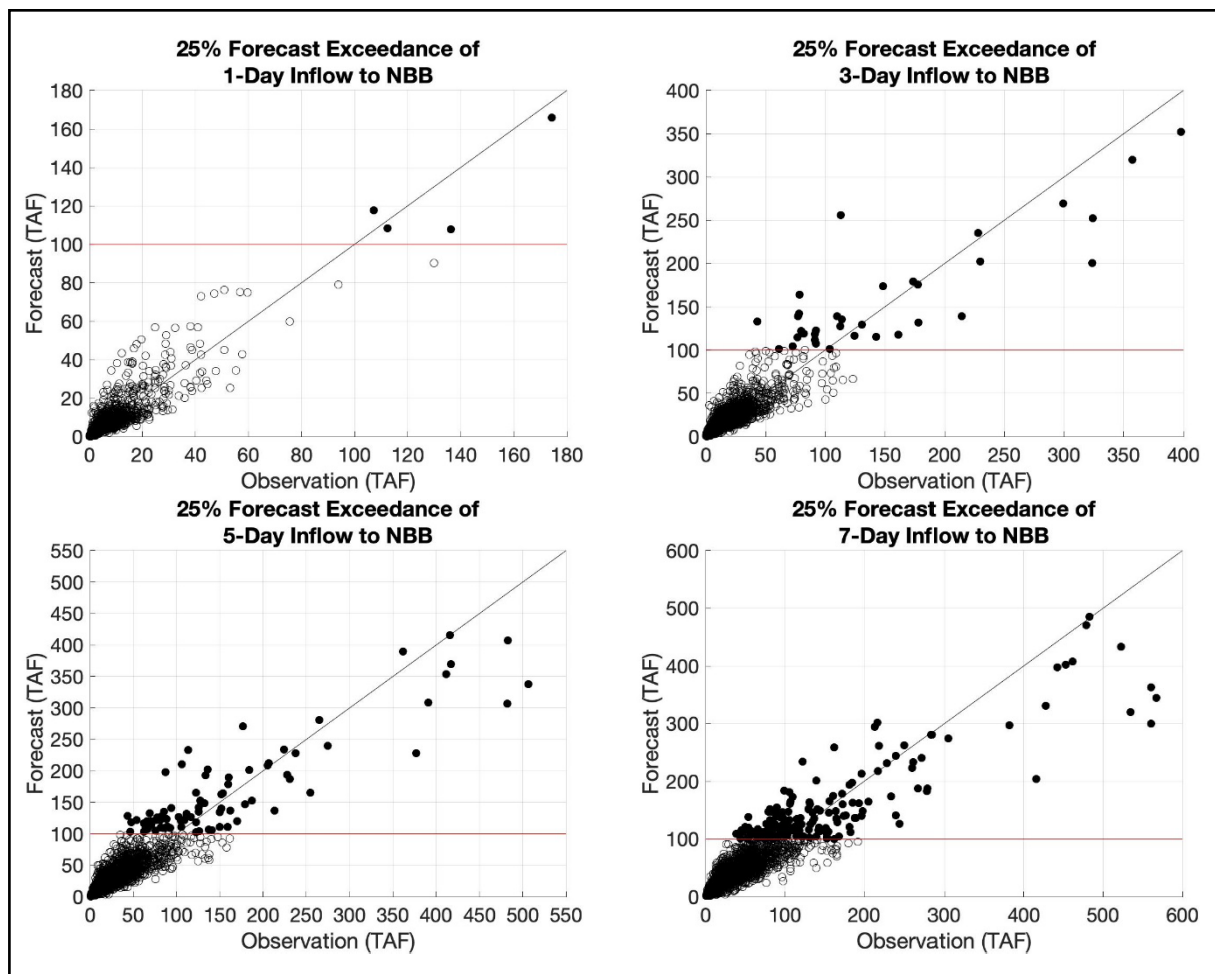 25% Forecast Exceedance of
1-Day Inflow to NBB
180
160
140
120
100
80
60
40
20
0
Forecast (TAF)
0 20 40 60 80 100 120 140 160 180
Observation (TAF)
25% Forecast Exceedance of
3-Day Inflow to NBB
400
350
300
250
200
150
100
50
0
Forecast (TAF)
0 50 100 150 200 250 300 350 400
Observation (TAF)
25% Forecast Exceedance of
5-Day Inflow to NBB
550
500
450
400
350
300
250
200
150
100
50
0
Forecast (TAF)
0 50 100 150 200 250 300 350 400 450 500 550
Observation (TAF)
25% Forecast Exceedance of
7-Day Inflow to NBB
600
500
400
300
200
100
0
Forecast (TAF)
0 100 200 300 400 500 600
Observation (TAF)